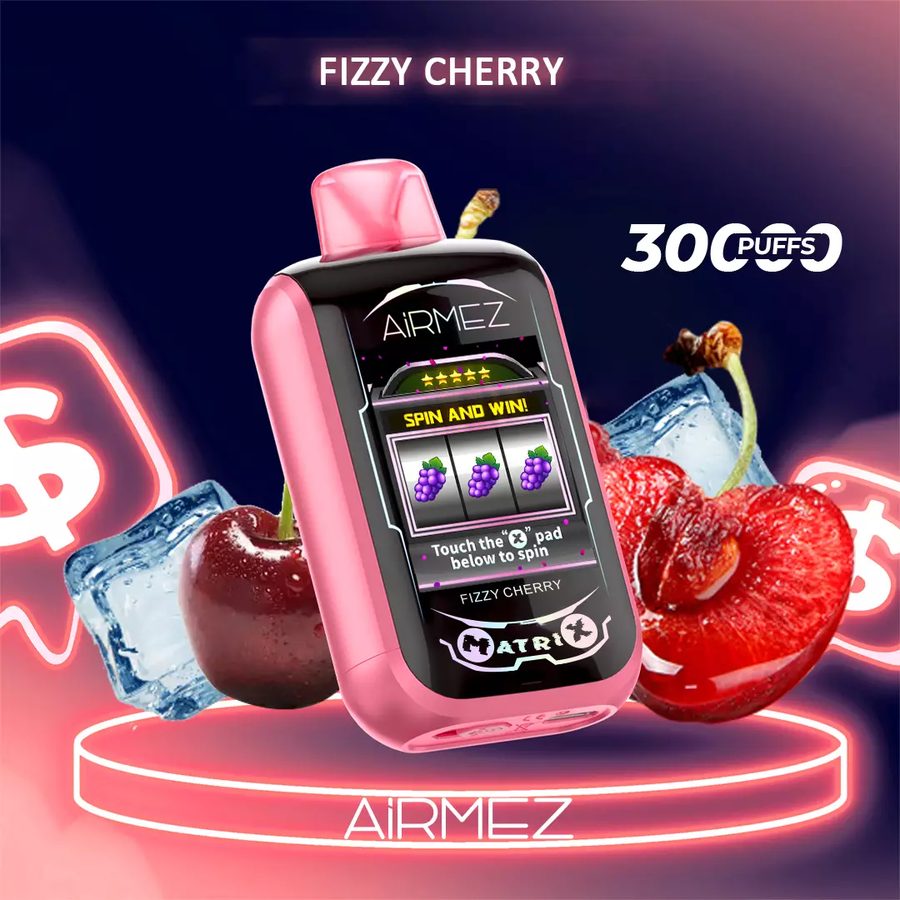 FIZZY CHERRY
30000
PUFFS
AiRMEZ
SPIN AND WIN!
Touch the "X" pad
below to spin
FIZZY CHERRY
MATRIX
AiRMEZ
$
$